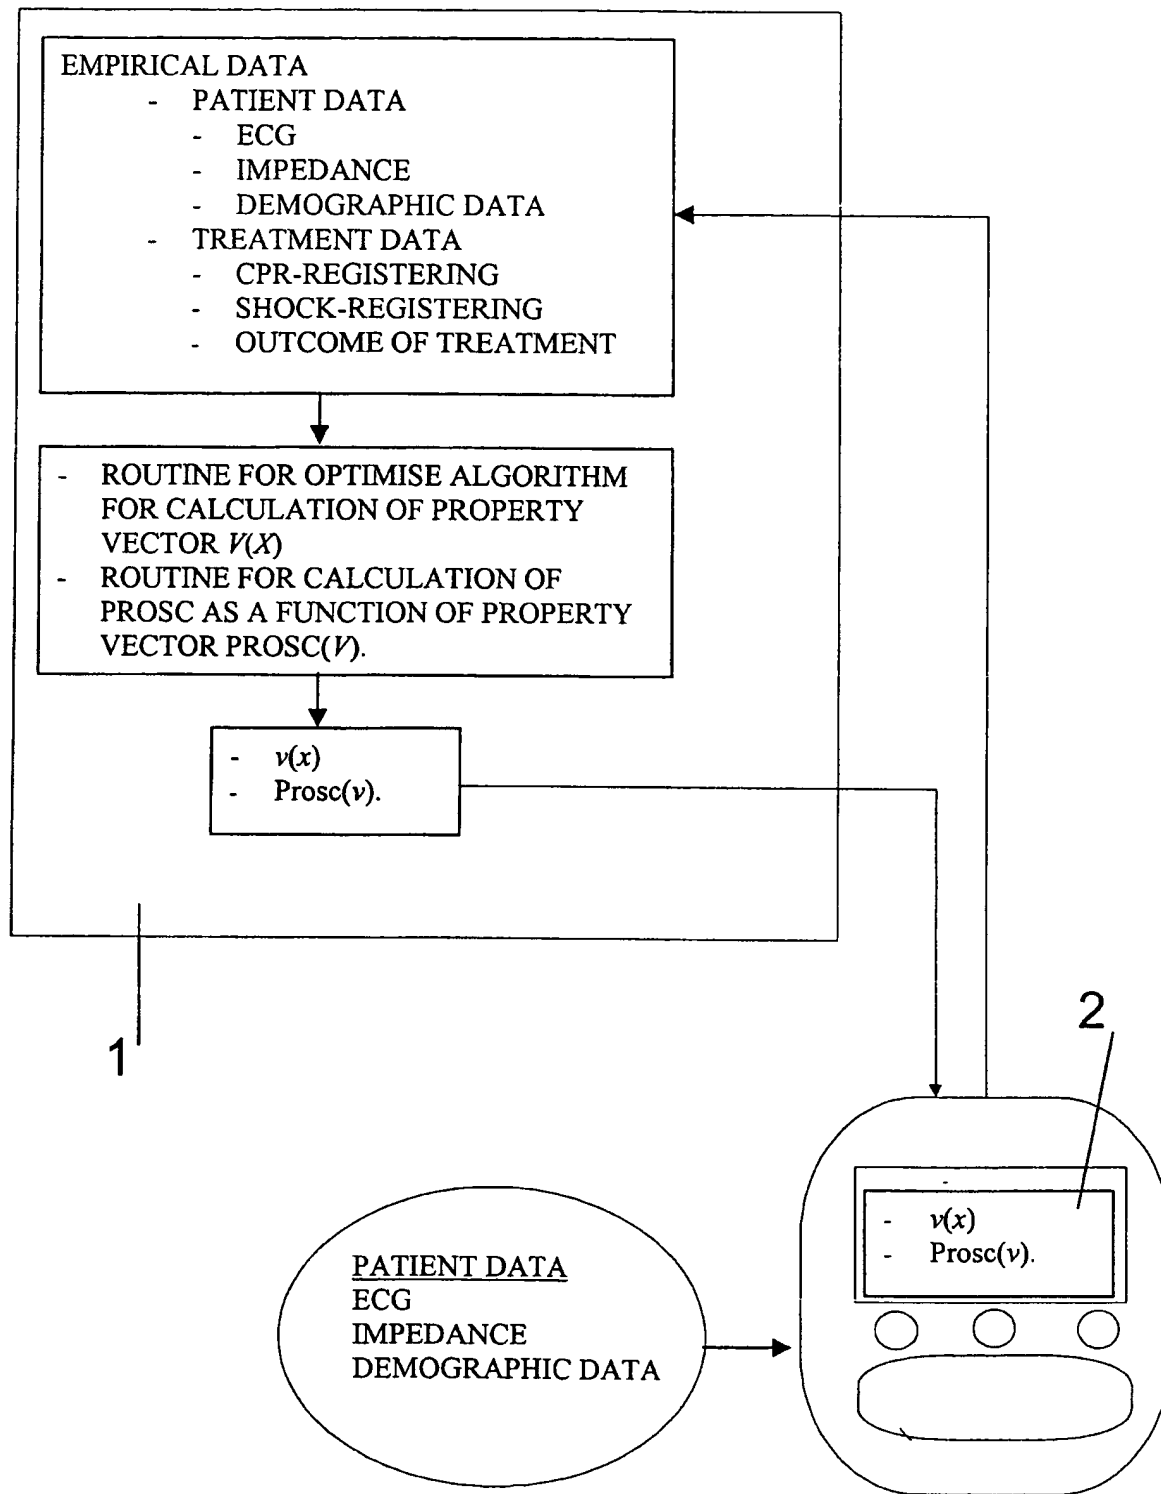 EMPIRICAL DATA
- PATIENT DATA
- ECG
- IMPEDANCE
- DEMOGRAPHIC DATA
- TREATMENT DATA
- CPR-REGISTERING
- SHOCK-REGISTERING
- OUTCOME OF TREATMENT
- ROUTINE FOR OPTIMISE ALGORITHM
FOR CALCULATION OF PROPERTY
VECTOR V(X)
- ROUTINE FOR CALCULATION OF
PROSC AS A FUNCTION OF PROPERTY
VECTOR PROSC(V).
- v(x)
- Prosc(v).
1
2
- v(x)
- Prosc(v).
PATIENT DATA
ECG
IMPEDANCE
DEMOGRAPHIC DATA